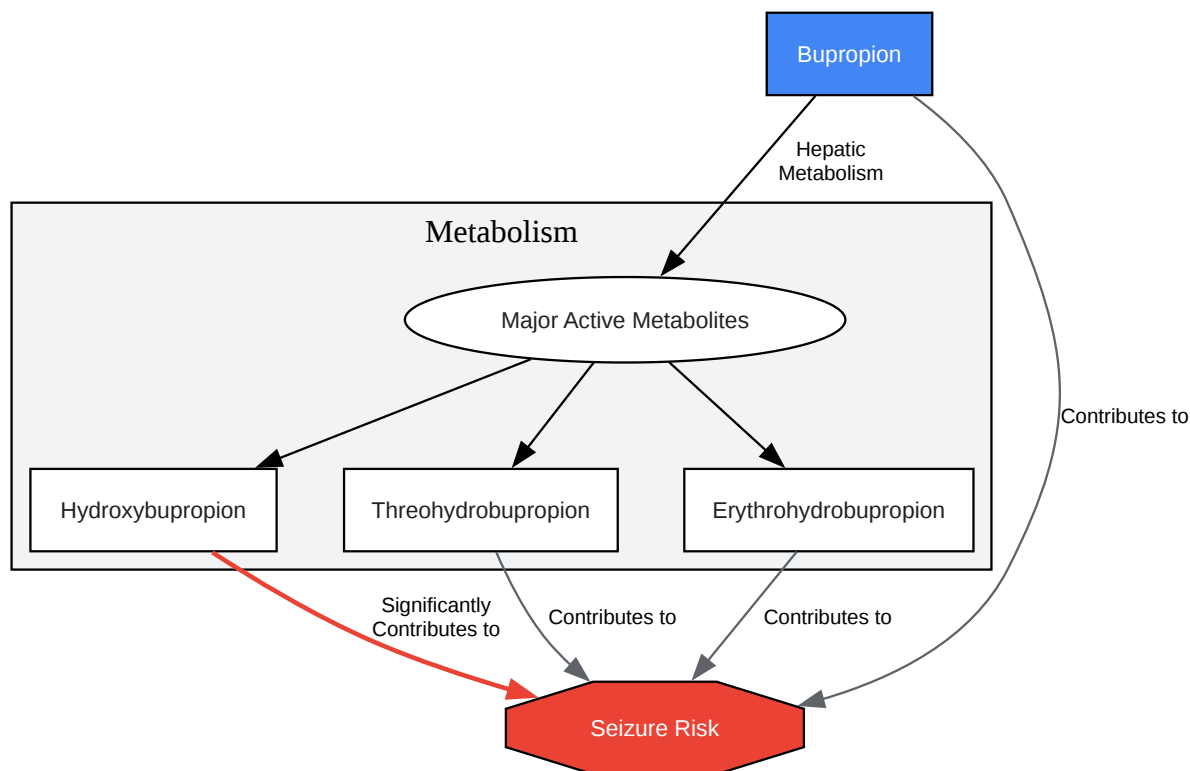 Bupropion
Hepatic
Metabolism
Metabolism
Major Active Metabolites
Contributes to
Hydroxybupropion
Threohydrobupropion
Erythrohydrobupropion
Significantly
Contributes to
Contributes to
Contributes to
Seizure Risk